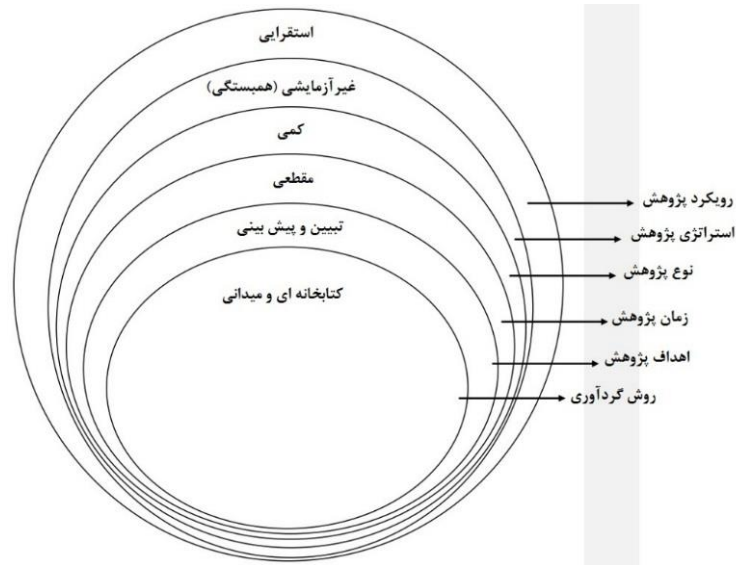 استقرایی
غیرآزمایشی (همبستگی)
کمی
مقطعی
تبیین و پیش بینی
کتابخانه ای و میدانی
رویکرد پژوهش
استراتژی پژوهش
نوع پژوهش
زمان پژوهش
اهداف پژوهش
روش گردآوری